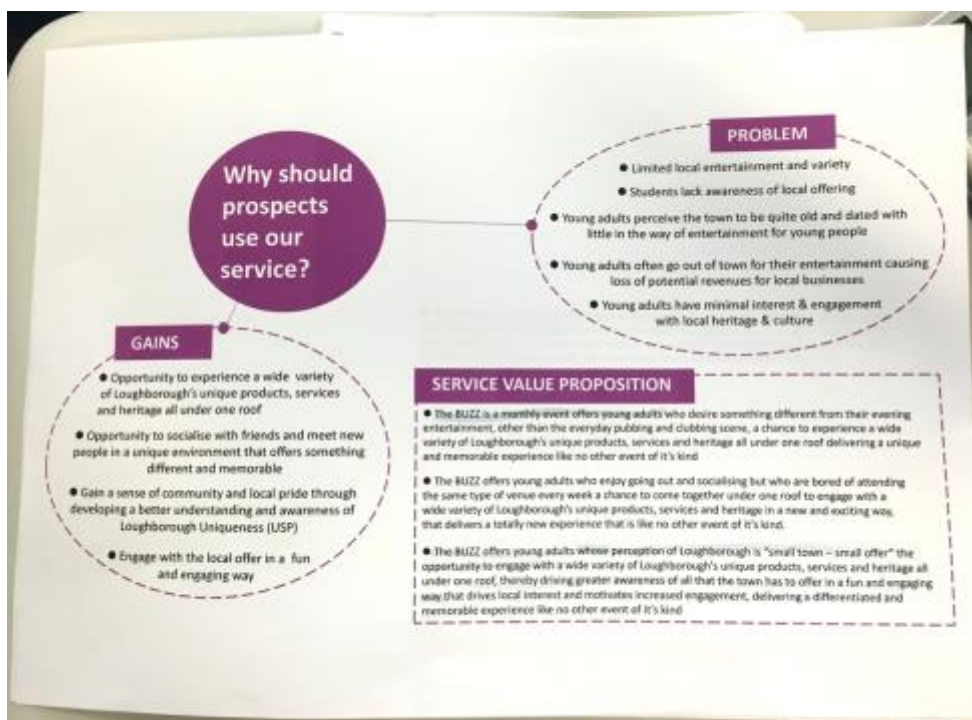 Why should
prospects
use our
service?
PROBLEM
● Limited local entertainment and variety
● Students lack awareness of local offering
● Young adults perceive the town to be quite old and dated with
little in the way of entertainment for young people
● Young adults often go out of town for their entertainment causing
loss of potential revenues for local businesses
● Young adults have minimal interest & engagement
with local heritage & culture
GAINS
● Opportunity to experience a wide variety
of Loughborough's unique products, services
and heritage all under one roof
● Opportunity to socialise with friends and meet new
people in a unique environment that offers something
different and memorable
● Gain a sense of community and local pride through
developing a better understanding and awareness of
Loughborough Uniqueness (USP)
● Engage with the local offer in a fun
and engaging way
SERVICE VALUE PROPOSITION
● The BUZZ is a monthly event offers young adults who desire something different from their evening
entertainment, other than the everyday pubbing and clubbing scene, a chance to experience a wide
variety of Loughborough's unique products, services and heritage all under one roof delivering a unique
and memorable experience like no other event of it's kind
● The BUZZ offers young adults who enjoy going out and socialising but who are bored of attending
the same type of venue every week a chance to come together under one roof to engage with a
wide variety of Loughborough's unique products, services and heritage in a new and exciting way,
that delivers a totally new experience that is like no other event of it's kind.
● The BUZZ offers young adults whose perception of Loughborough is "small town – small offer" the
opportunity to engage with a wide variety of Loughborough's unique products, services and heritage all
under one roof, thereby driving greater awareness of all that the town has to offer in a fun and engaging
way that drives local interest and motivates increased engagement, delivering a differentiated and
memorable experience like no other event of it's kind